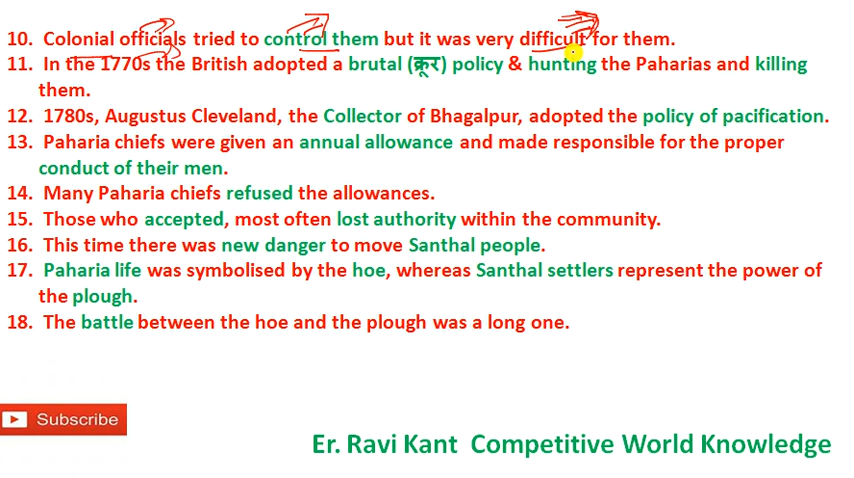 10. Colonial officials tried to control them but it was very difficult for them.
11. In the 1770s the British adopted a brutal (क्रूर) policy & hunting the Paharias and killing
them.
12. 1780s, Augustus Cleveland, the Collector of Bhagalpur, adopted the policy of pacification.
13. Paharia chiefs were given an annual allowance and made responsible for the proper
conduct of their men.
14. Many Paharia chiefs refused the allowances.
15. Those who accepted, most often lost authority within the community.
16. This time there was new danger to move Santhal people.
17. Paharia life was symbolised by the hoe, whereas Santhal settlers represent the power of
the plough.
18. The battle between the hoe and the plough was a long one.
Subscribe
Er. Ravi Kant Competitive World Knowledge